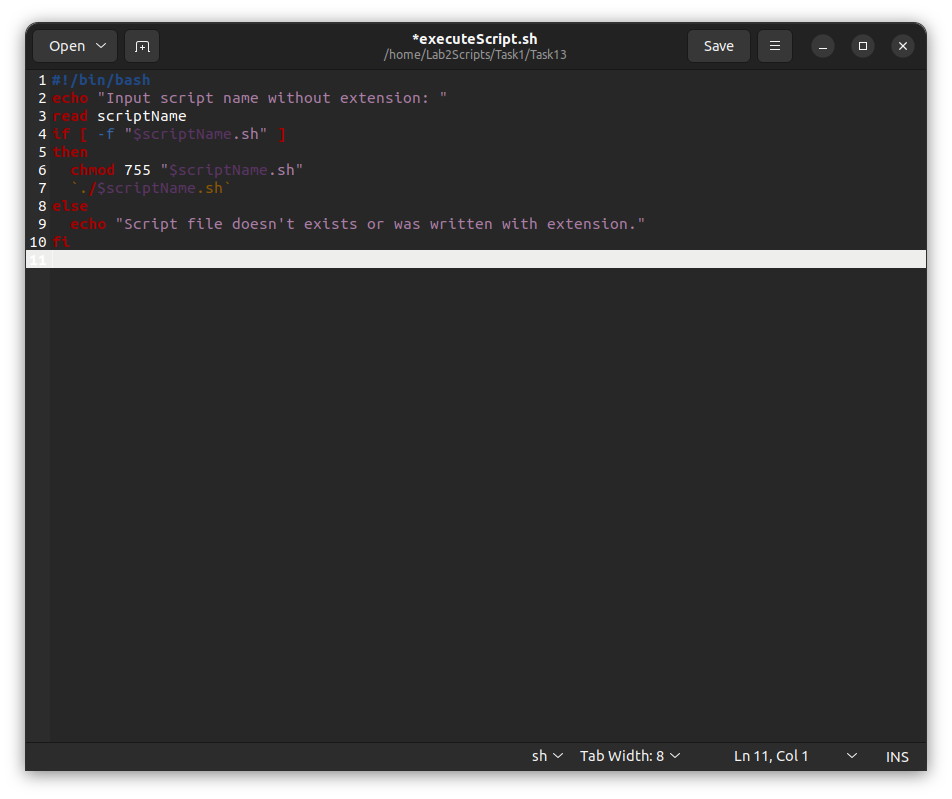 Open
*executeScript.sh
/home/Lab2Scripts/Task1/Task13
Save
1 #!/bin/bash
2 echo "Input script name without extension: "
3 read scriptName
4 if [ -f "$scriptName.sh" ]
5 then
6   chmod 755 "$scriptName.sh"
7   `./$scriptName.sh`
8 else
9   echo "Script file doesn't exists or was written with extension."
10 fi
11
sh Tab Width: 8 Ln 11, Col 1 INS